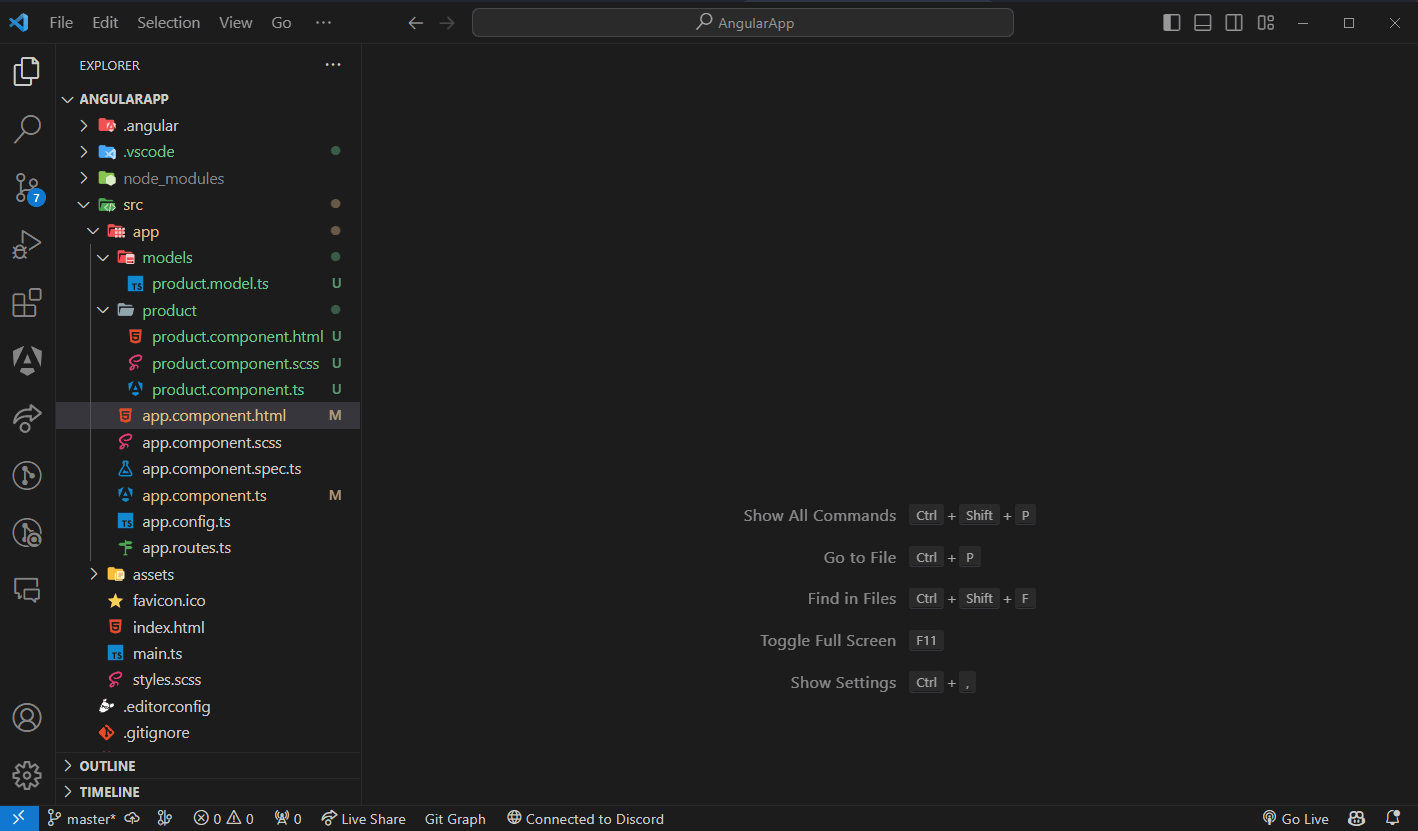 File Edit Selection View Go ···
AngularApp
EXPLORER ···
ANGULARAPP
.angular
.vscode
node_modules
src
app
models
product.model.ts U
product
product.component.html U
product.component.scss U
product.component.ts U
app.component.html M
app.component.scss
app.component.spec.ts
app.component.ts M
app.config.ts
app.routes.ts
assets
favicon.ico
index.html
main.ts
styles.scss
.editorconfig
.gitignore
OUTLINE
TIMELINE
7
TS
TS
TS
Show All Commands Ctrl + Shift + P
Go to File Ctrl + P
Find in Files Ctrl + Shift + F
Toggle Full Screen F11
Show Settings Ctrl + ,
master* 0 0 0 Live Share Git Graph Connected to Discord Go Live